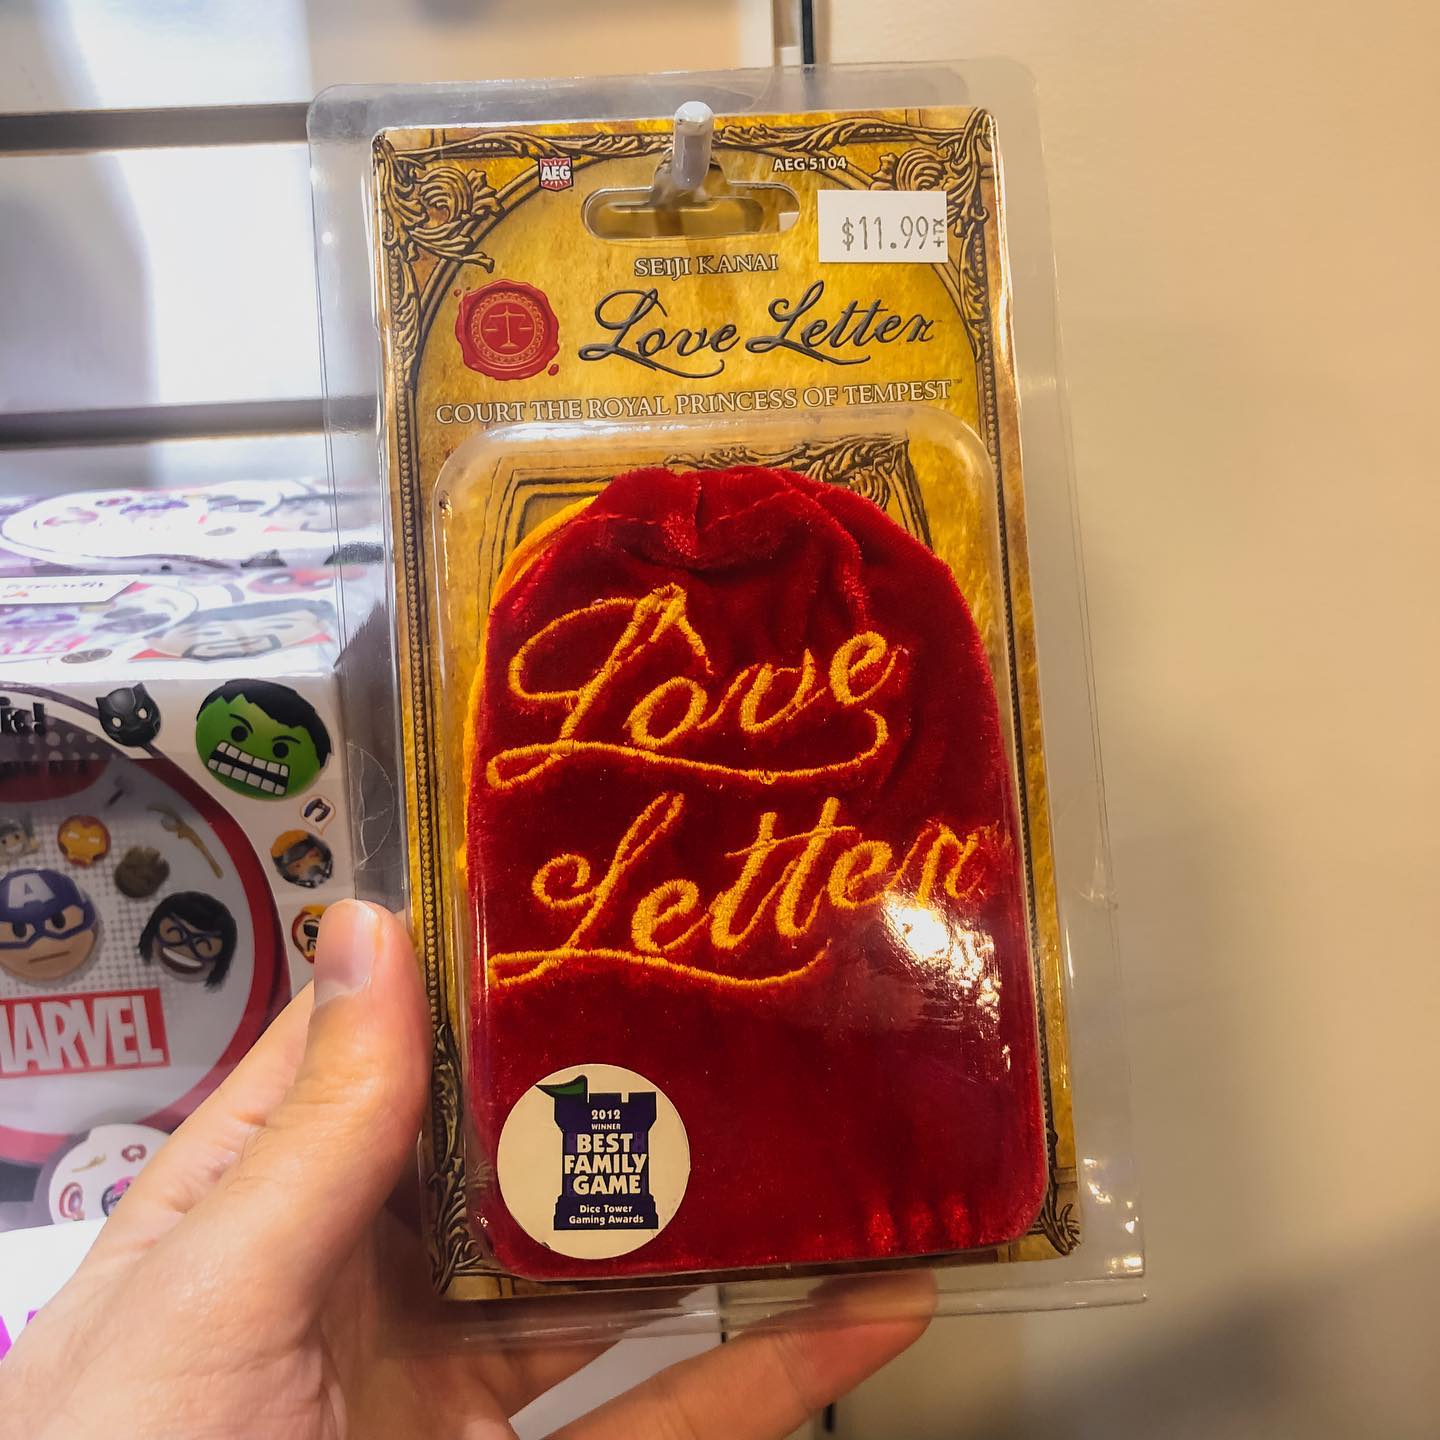 AEG
AEG 5104
$11.99
+TX
SEIJI KANAI
Love Letter
COURT THE ROYAL PRINCESS OF TEMPEST
Love
Letter
2012
WINNER
BEST
FAMILY
GAME
Dice Tower
Gaming Awards
MARVEL